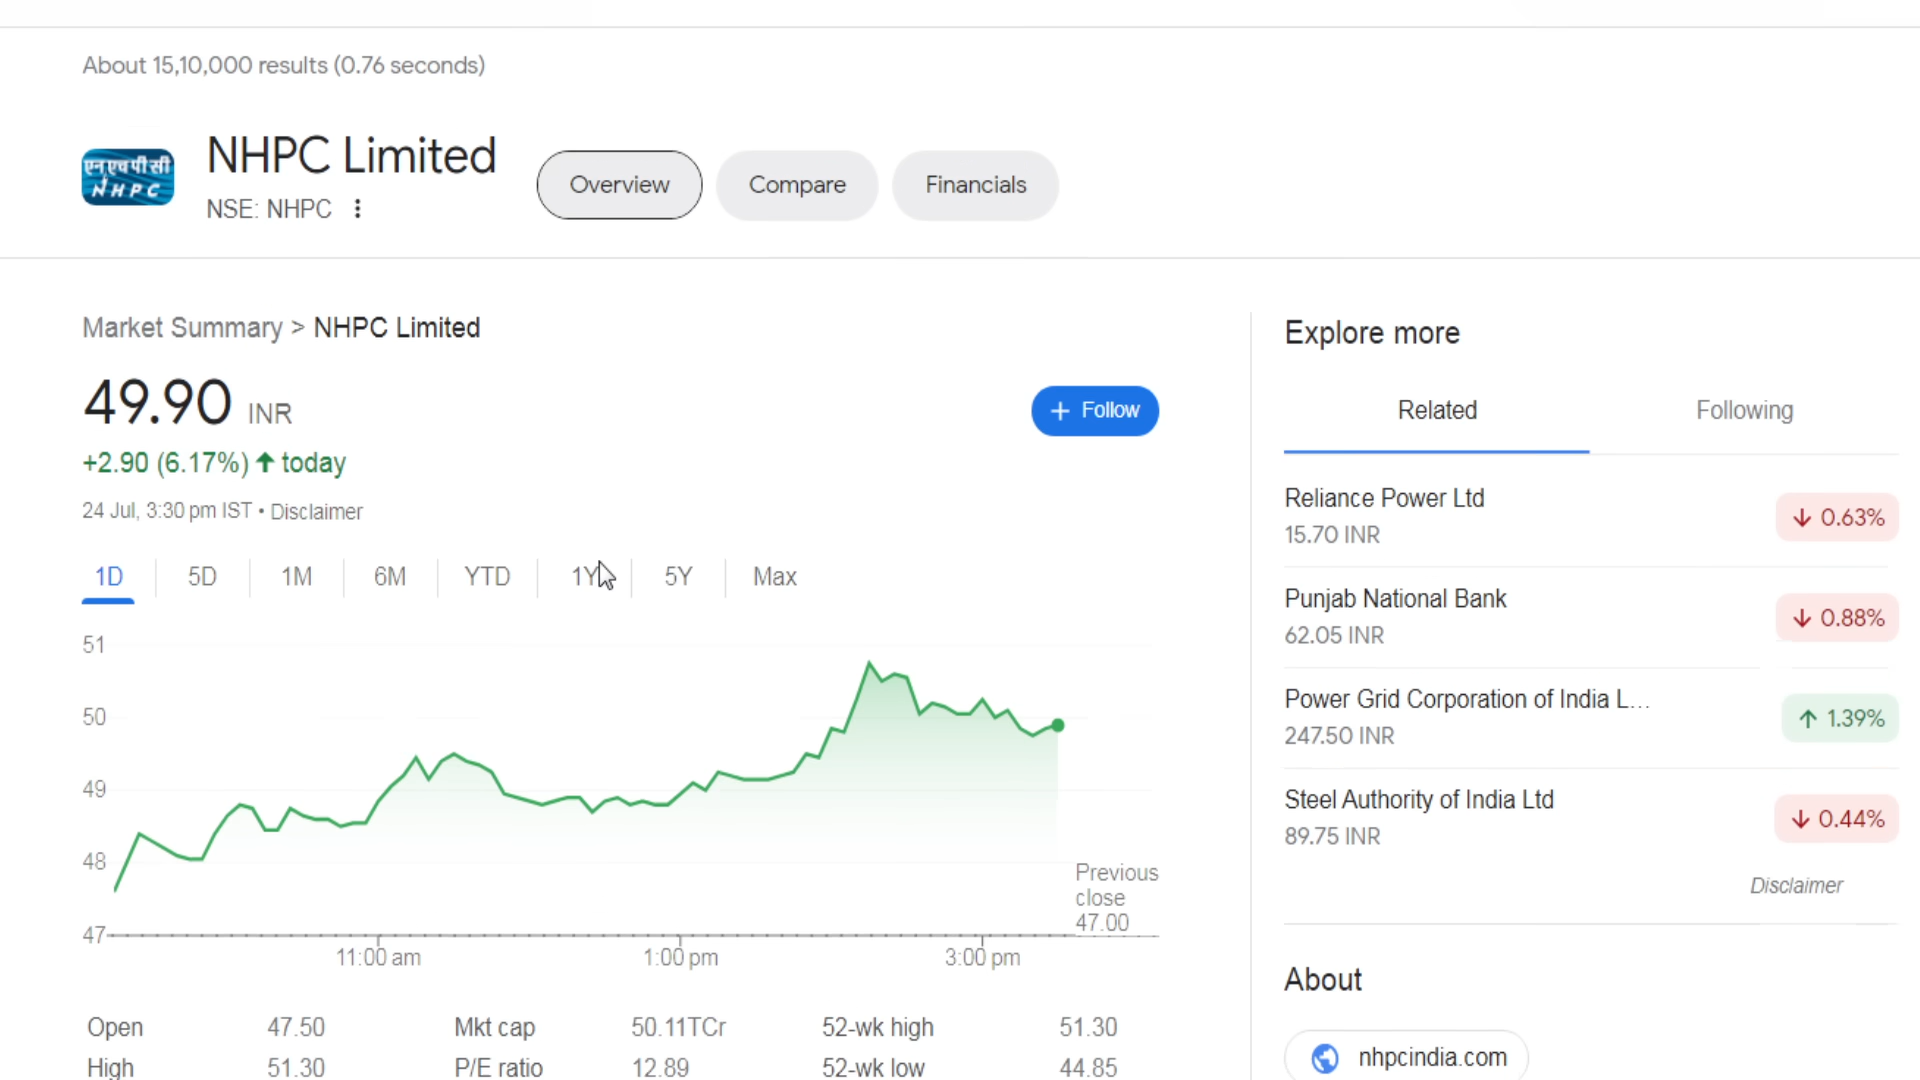 About 15,10,000 results (0.76 seconds)
एनएचपीसी
NHPC
NHPC Limited
NSE: NHPC
Overview
Compare
Financials
Market Summary > NHPC Limited
49.90 INR
+2.90 (6.17%) today
24 Jul, 3:30 pm IST • Disclaimer
Follow
1D
5D
1M
6M
YTD
1Y
5Y
Max
51
50
49
48
47
Previous
close
47.00
11:00 am
1:00 pm
3:00 pm
Open 47.50 Mkt cap 50.11TCr 52-wk high 51.30
High 51.30 P/E ratio 12.89 52-wk low 44.85
Explore more
Related
Following
Reliance Power Ltd
15.70 INR
0.63%
Punjab National Bank
62.05 INR
0.88%
Power Grid Corporation of India L...
247.50 INR
1.39%
Steel Authority of India Ltd
89.75 INR
0.44%
Disclaimer
About
nhpcindia.com